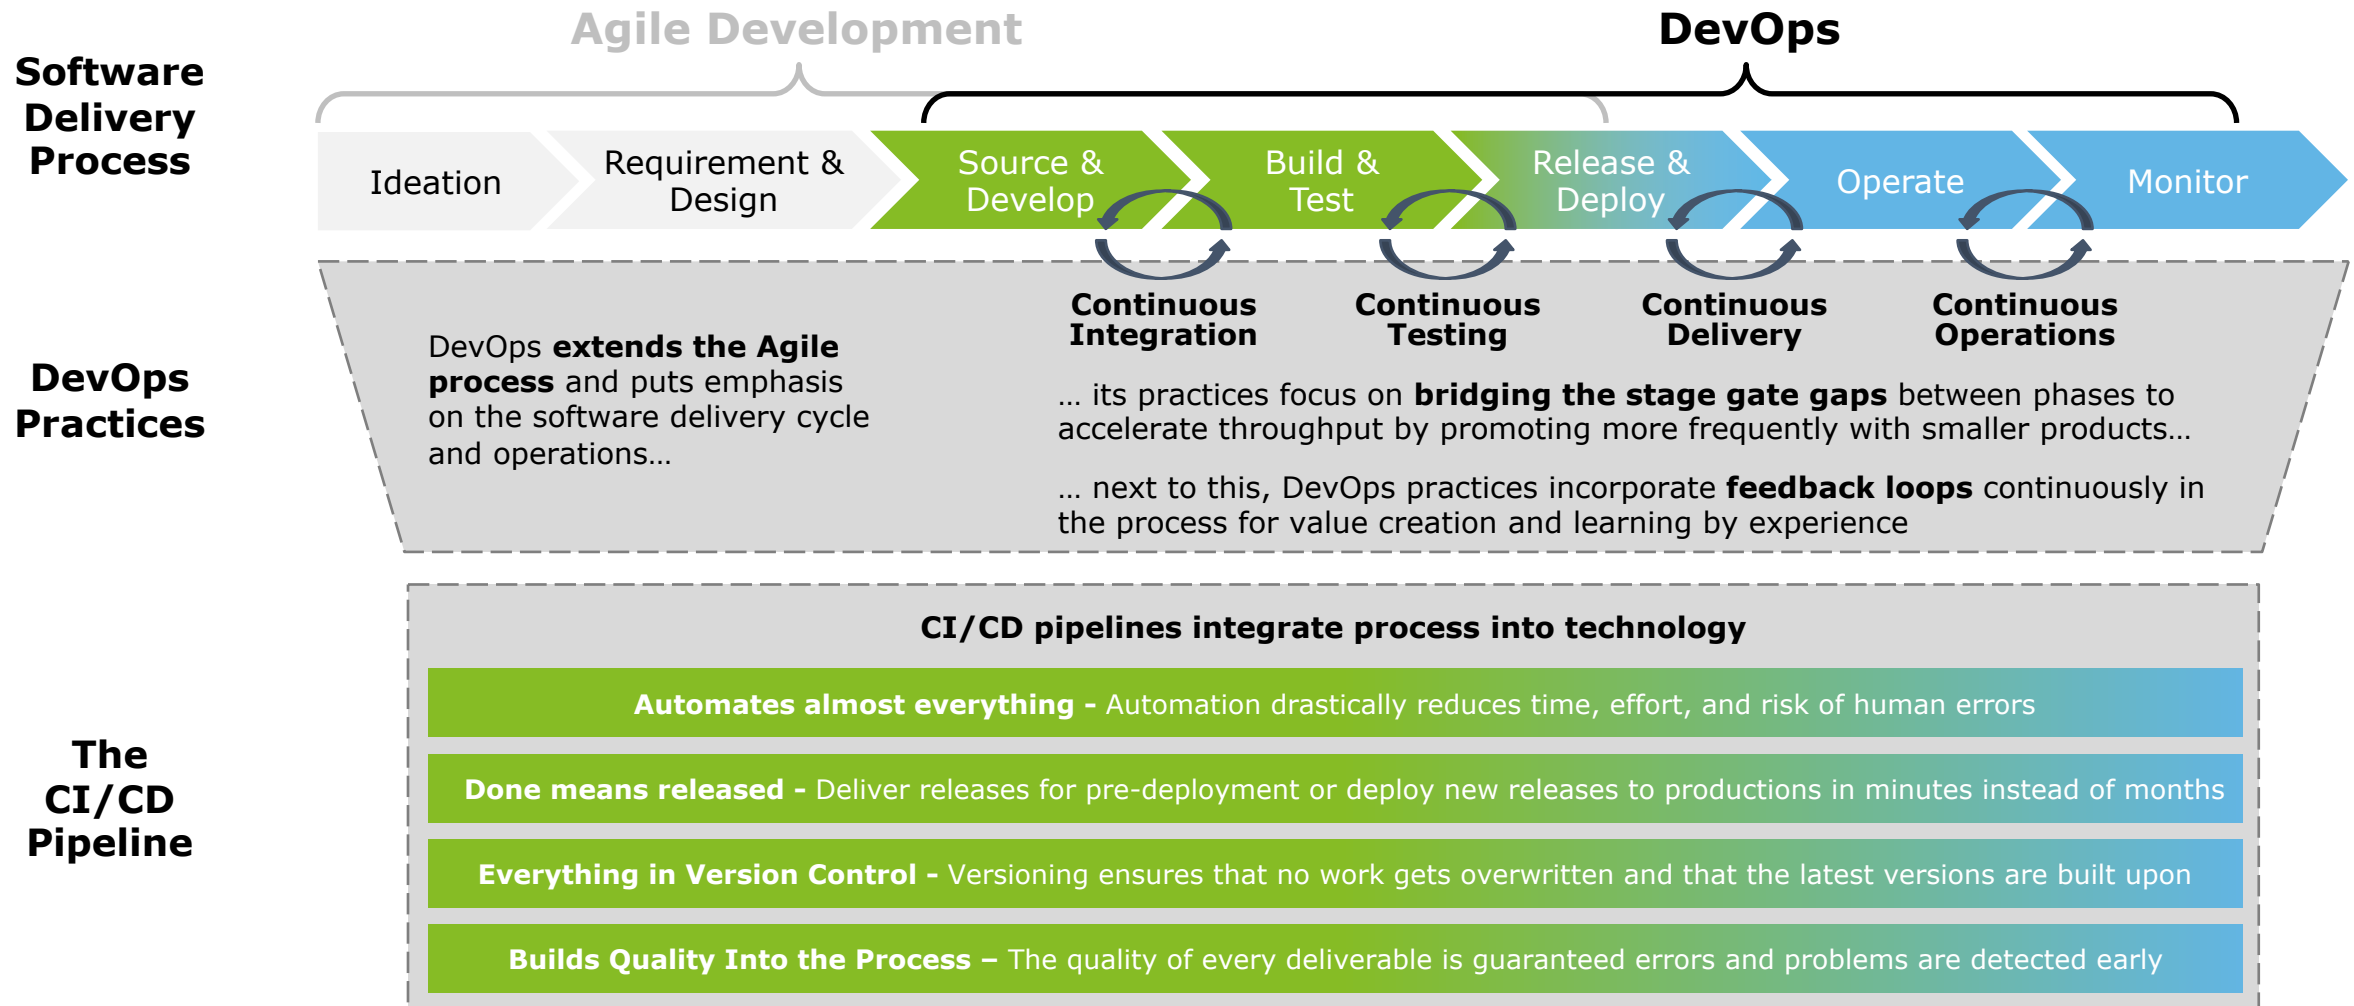 Agile Development
DevOps
Software
Delivery
Process
Ideation
Requirement &
Design
Source &
Develop
Build &
Test
Release &
Deploy
Operate
Monitor
DevOps
Practices
DevOps extends the Agile
process and puts emphasis
on the software delivery cycle
and operations…
Continuous
Integration
Continuous
Testing
Continuous
Delivery
Continuous
Operations
… its practices focus on bridging the stage gate gaps between phases to
accelerate throughput by promoting more frequently with smaller products…
… next to this, DevOps practices incorporate feedback loops continuously in
the process for value creation and learning by experience
The
CI/CD
Pipeline
CI/CD pipelines integrate process into technology
Automates almost everything - Automation drastically reduces time, effort, and risk of human errors
Done means released - Deliver releases for pre-deployment or deploy new releases to productions in minutes instead of months
Everything in Version Control - Versioning ensures that no work gets overwritten and that the latest versions are built upon
Builds Quality Into the Process – The quality of every deliverable is guaranteed errors and problems are detected early